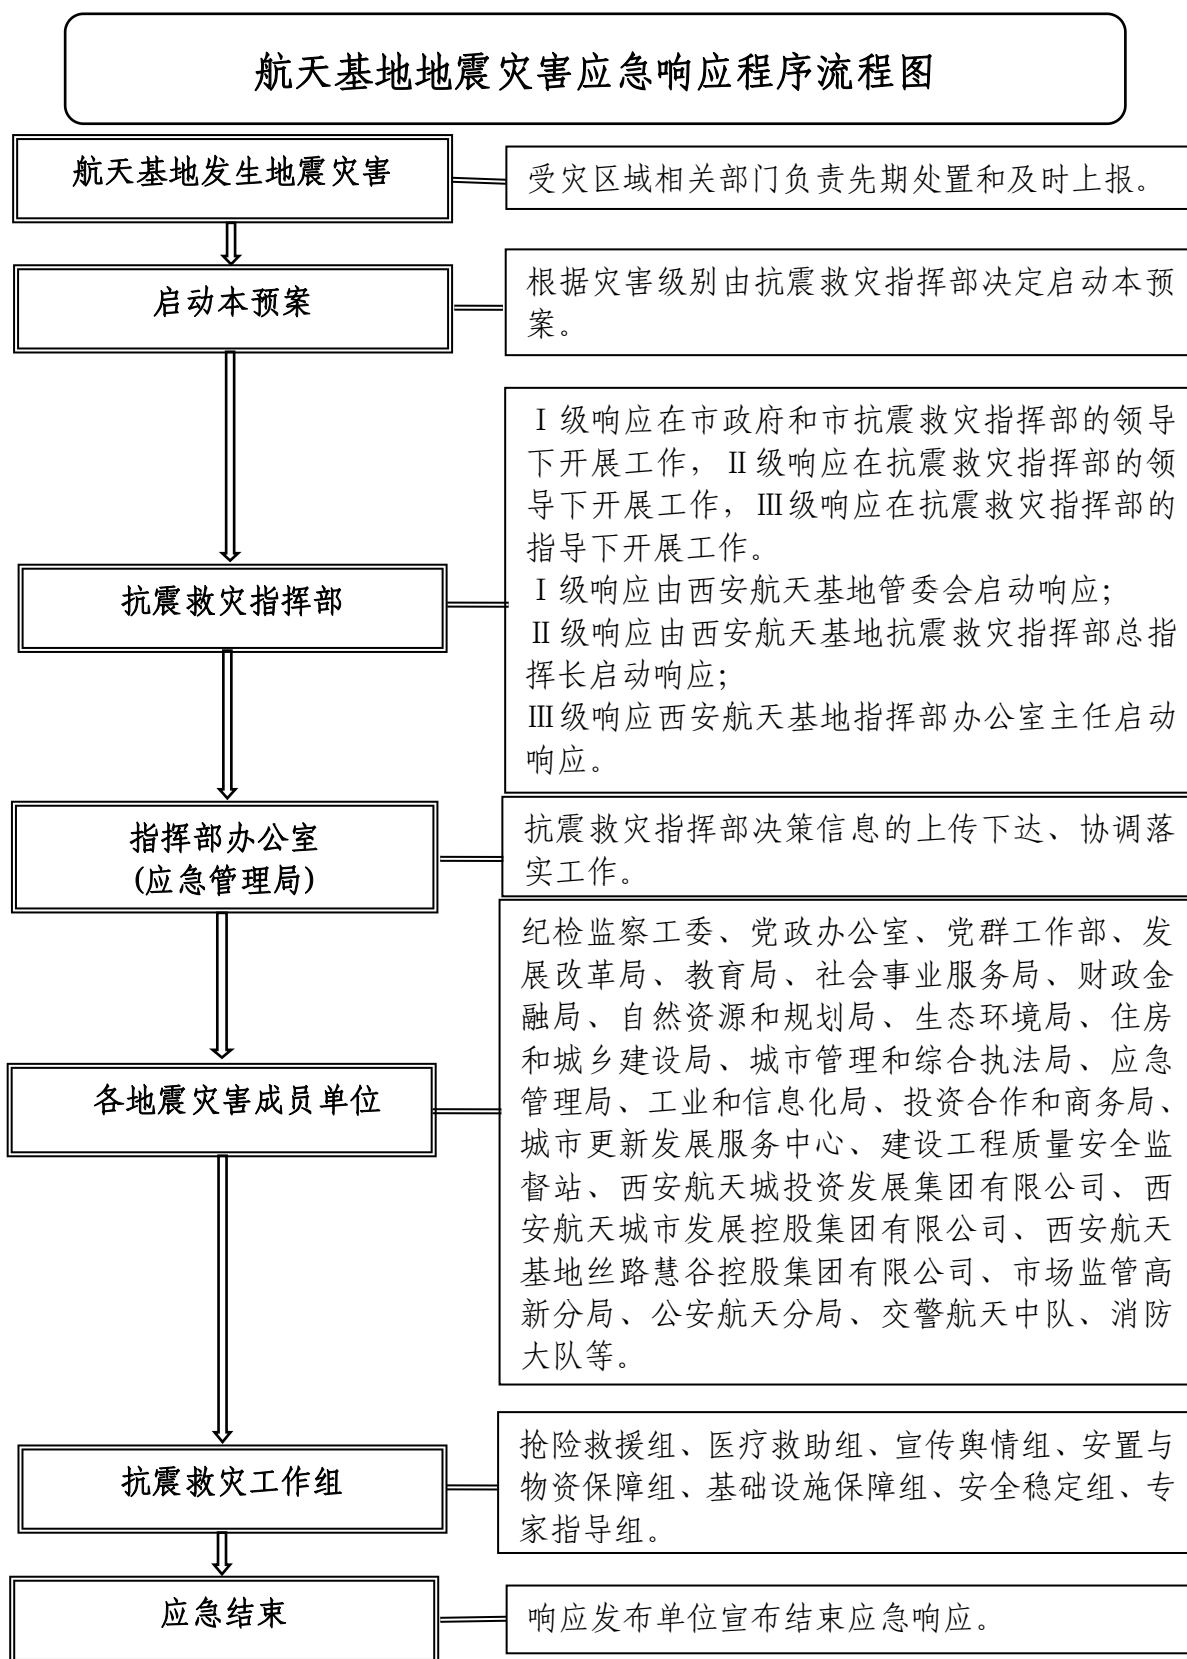 航天基地地震灾害应急响应程序流程图
航天基地发生地震灾害
受灾区域相关部门负责先期处置和及时上报。
启动本预案
根据灾害级别由抗震救灾指挥部决定启动本预
案。
抗震救灾指挥部
Ⅰ级响应在市政府和市抗震救灾指挥部的领导
下开展工作，Ⅱ级响应在抗震救灾指挥部的领
导下开展工作，Ⅲ级响应在抗震救灾指挥部的
指导下开展工作。
Ⅰ级响应由西安航天基地管委会启动响应；
Ⅱ级响应由西安航天基地抗震救灾指挥部总指
挥长启动响应；
Ⅲ级响应西安航天基地指挥部办公室主任启动
响应。
指挥部办公室
(应急管理局)
抗震救灾指挥部决策信息的上传下达、协调落
实工作。
各地震灾害成员单位
纪检监察工委、党政办公室、党群工作部、发
展改革局、教育局、社会事业服务局、财政金
融局、自然资源和规划局、生态环境局、住房
和城乡建设局、城市管理和综合执法局、应急
管理局、工业和信息化局、投资合作和商务局、
城市更新发展服务中心、建设工程质量安全监
督站、西安航天城投资发展集团有限公司、西
安航天城市发展控股集团有限公司、西安航天
基地丝路慧谷控股集团有限公司、市场监管高
新分局、公安航天分局、交警航天中队、消防
大队等。
抗震救灾工作组
抢险救援组、医疗救助组、宣传舆情组、安置与
物资保障组、基础设施保障组、安全稳定组、专
家指导组。
应急结束
响应发布单位宣布结束应急响应。